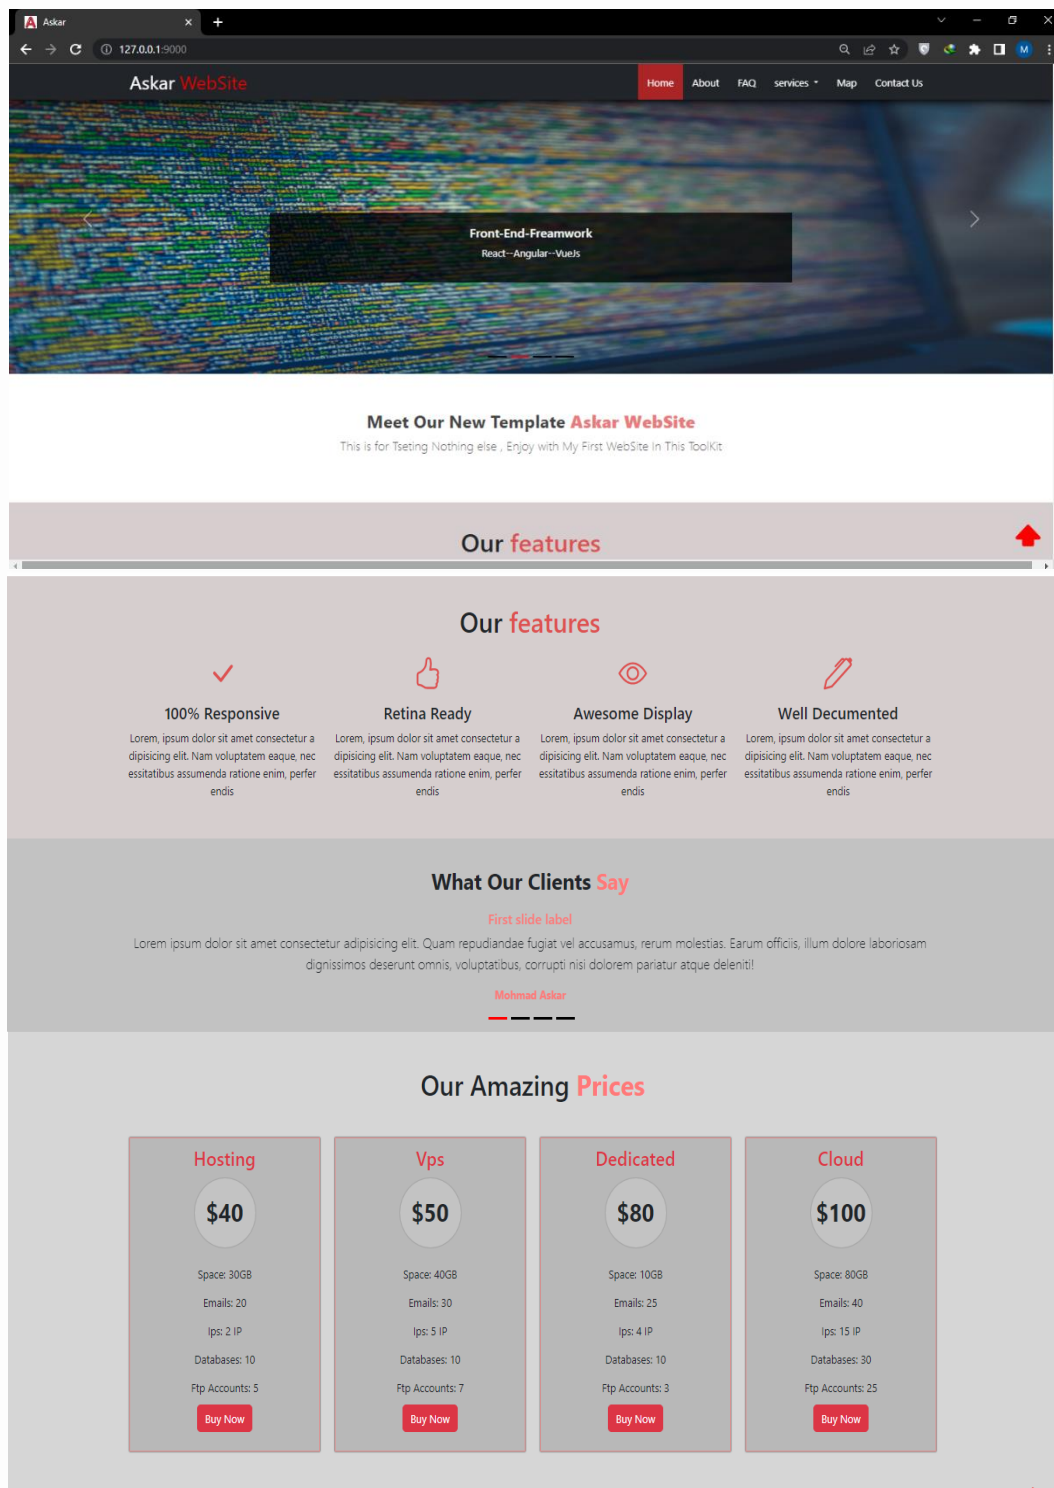 Askar
127.0.0.1:9000
M
Askar WebSite
Home About FAQ services Map Contact Us
Front-End-Freamwork
React--Angular--VueJs
Meet Our New Template Askar WebSite
This is for Tseting Nothing else , Enjoy with My First WebSite In This ToolKit
Our features
Our features
100% Responsive
Lorem, ipsum dolor sit amet consectetur a
dipisicing elit. Nam voluptatem eaque, nec
essitatibus assumenda ratione enim, perfer
endis
Retina Ready
Lorem, ipsum dolor sit amet consectetur a
dipisicing elit. Nam voluptatem eaque, nec
essitatibus assumenda ratione enim, perfer
endis
Awesome Display
Lorem, ipsum dolor sit amet consectetur a
dipisicing elit. Nam voluptatem eaque, nec
essitatibus assumenda ratione enim, perfer
endis
Well Decumented
Lorem, ipsum dolor sit amet consectetur a
dipisicing elit. Nam voluptatem eaque, nec
essitatibus assumenda ratione enim, perfer
endis
What Our Clients Say
First slide label
Lorem ipsum dolor sit amet consectetur adipisicing elit. Quam repudiandae fugiat vel accusamus, rerum molestias. Earum officiis, illum dolore laboriosam
dignissimos deserunt omnis, voluptatibus, corrupti nisi dolorem pariatur atque deleniti!
Mohmad Askar
Our Amazing Prices
Hosting
$40
Space: 30GB
Emails: 20
Ips: 2 IP
Databases: 10
Ftp Accounts: 5
Buy Now
Vps
$50
Space: 40GB
Emails: 30
Ips: 5 IP
Databases: 10
Ftp Accounts: 7
Buy Now
Dedicated
$80
Space: 10GB
Emails: 25
Ips: 4 IP
Databases: 10
Ftp Accounts: 3
Buy Now
Cloud
$100
Space: 80GB
Emails: 40
Ips: 15 IP
Databases: 30
Ftp Accounts: 25
Buy Now